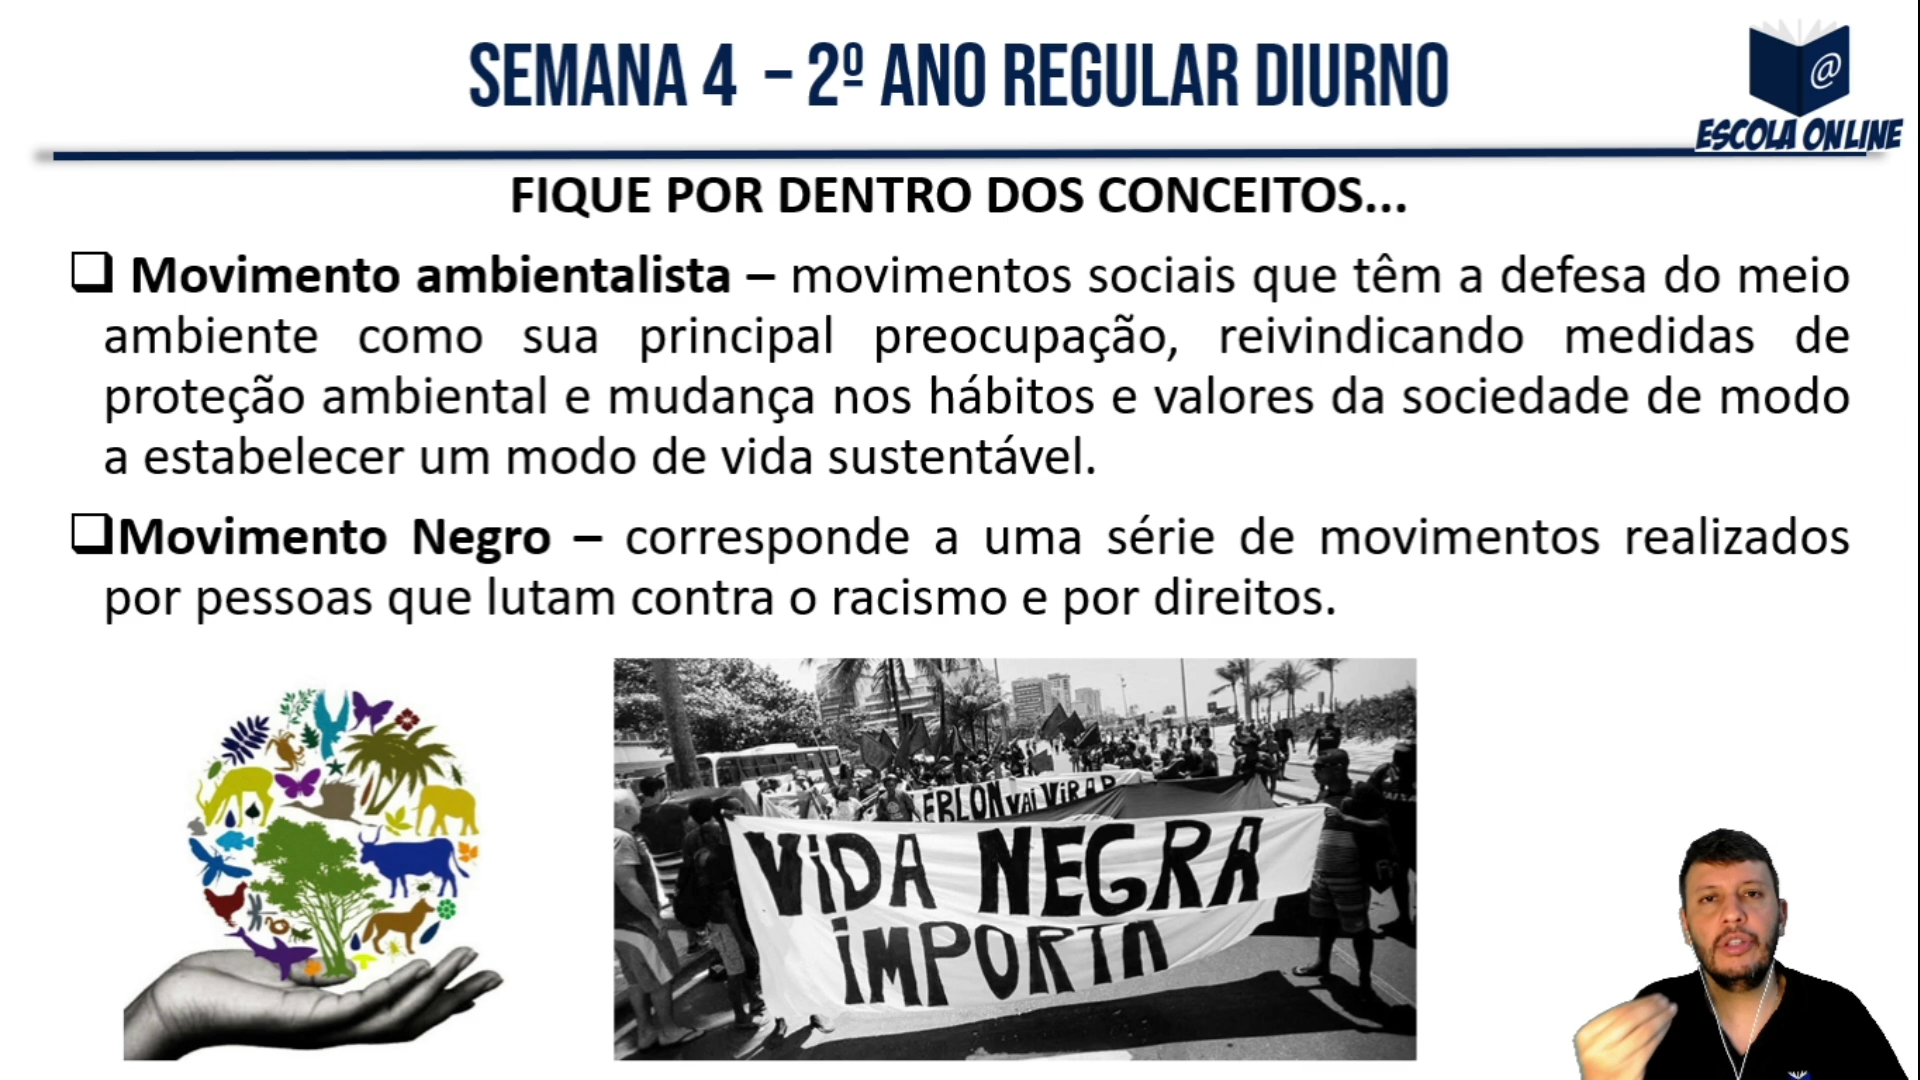 SEMANA 4 – 2º ANO REGULAR DIURNO
@
ESCOLA ONLINE
FIQUE POR DENTRO DOS CONCEITOS...
Movimento ambientalista – movimentos sociais que têm a defesa do meio
ambiente como sua principal preocupação, reivindicando medidas de
proteção ambiental e mudança nos hábitos e valores da sociedade de modo
a estabelecer um modo de vida sustentável.
Movimento Negro – corresponde a uma série de movimentos realizados
por pessoas que lutam contra o racismo e por direitos.
EBLON VAI VIRAR
VIDA NEGRA
IMPORTA